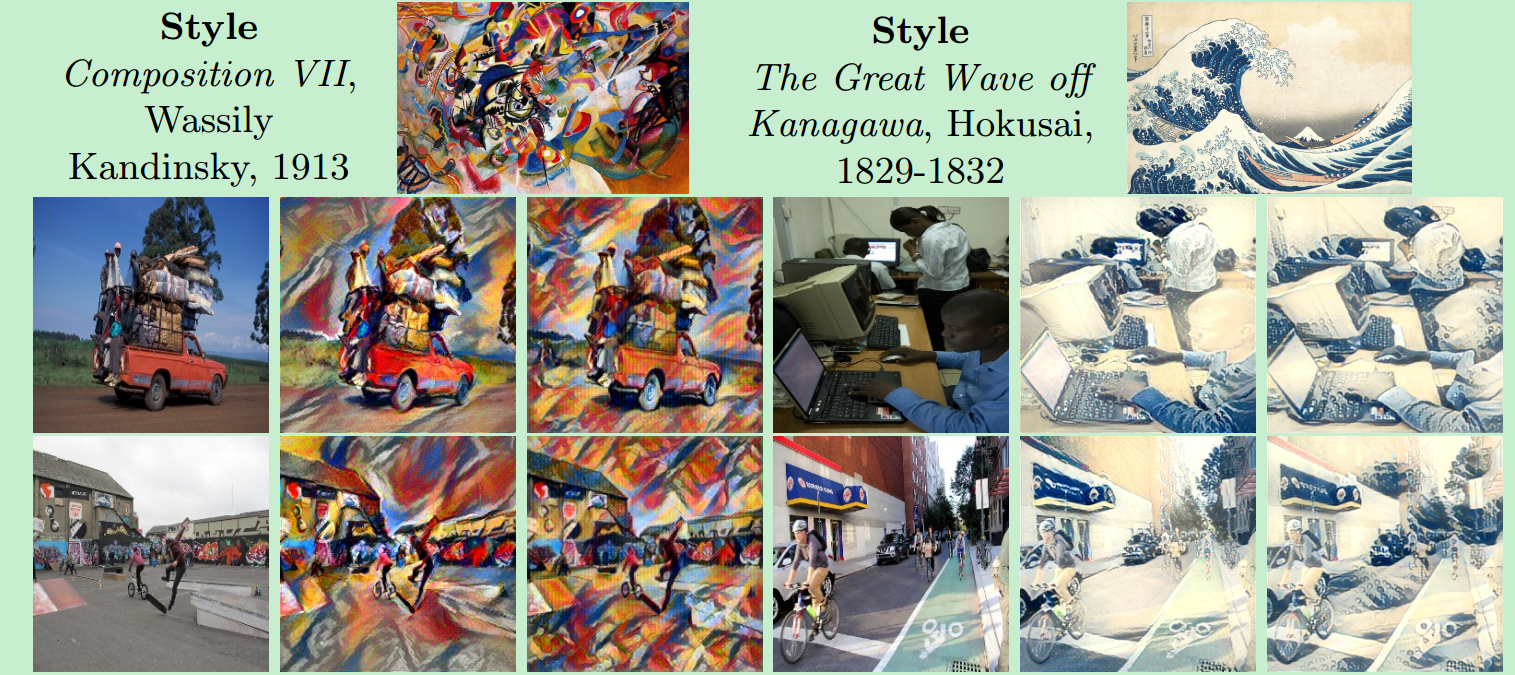 Style
Composition VII,
Wassily
Kandinsky, 1913
Style
The Great Wave off
Kanagawa, Hokusai,
1829-1832